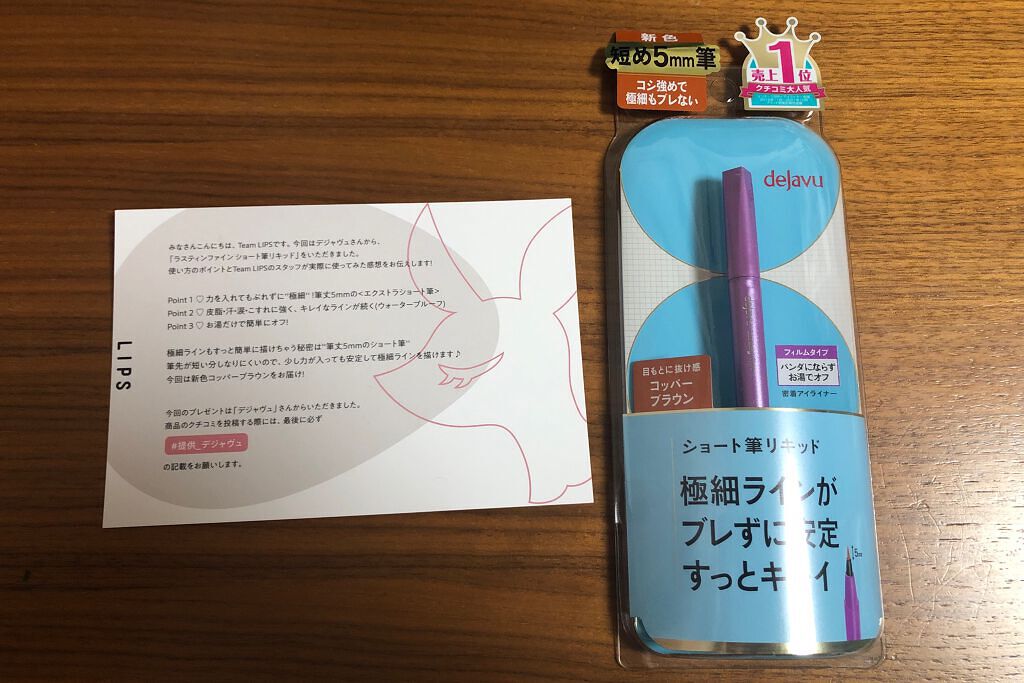 みなさんこんにちは、Team LIPSです。今回はデジャヴュさんから、
「ラスティンファイン ショート筆リキッド」をいただきました。
使い方のポイントとTeam LIPSのスタッフが実際に使ってみた感想をお伝えします!
Point 1 ♡ 力を入れてもぶれずに"極細"!筆丈5mmの<エクストラショート筆>
Point 2 ♡ 皮脂・汗・涙・こすれに強く、キレイなラインが続く(ウォータープルーフ)
Point 3 ♡ お湯だけで簡単にオフ!
極細ラインもすっと簡単に描けちゃう秘密は"筆丈5mmのショート筆"
筆先が短い分しなりにくいので、少し力が入っても安定して極細ラインを描けます♪
今回は新色コッパーブラウンをお届け!
今回のプレゼントは「デジャヴュ」さんからいただきました。
商品のクチコミを投稿する際には、最後に必ず
#提供_デジャヴュ
の記載をお願いします。
LIPS
新色
短め5mm筆
コシ強めで
極細もブレない
売上1位
クチコミ大人気
dejavu
目もとに抜け感
コッパー
ブラウン
フィルムタイプ
パンダにならず
お湯でオフ
密着アイライナー
ショート筆リキッド
極細ラインが
ブレずに安定
すっとキレイ
5mm